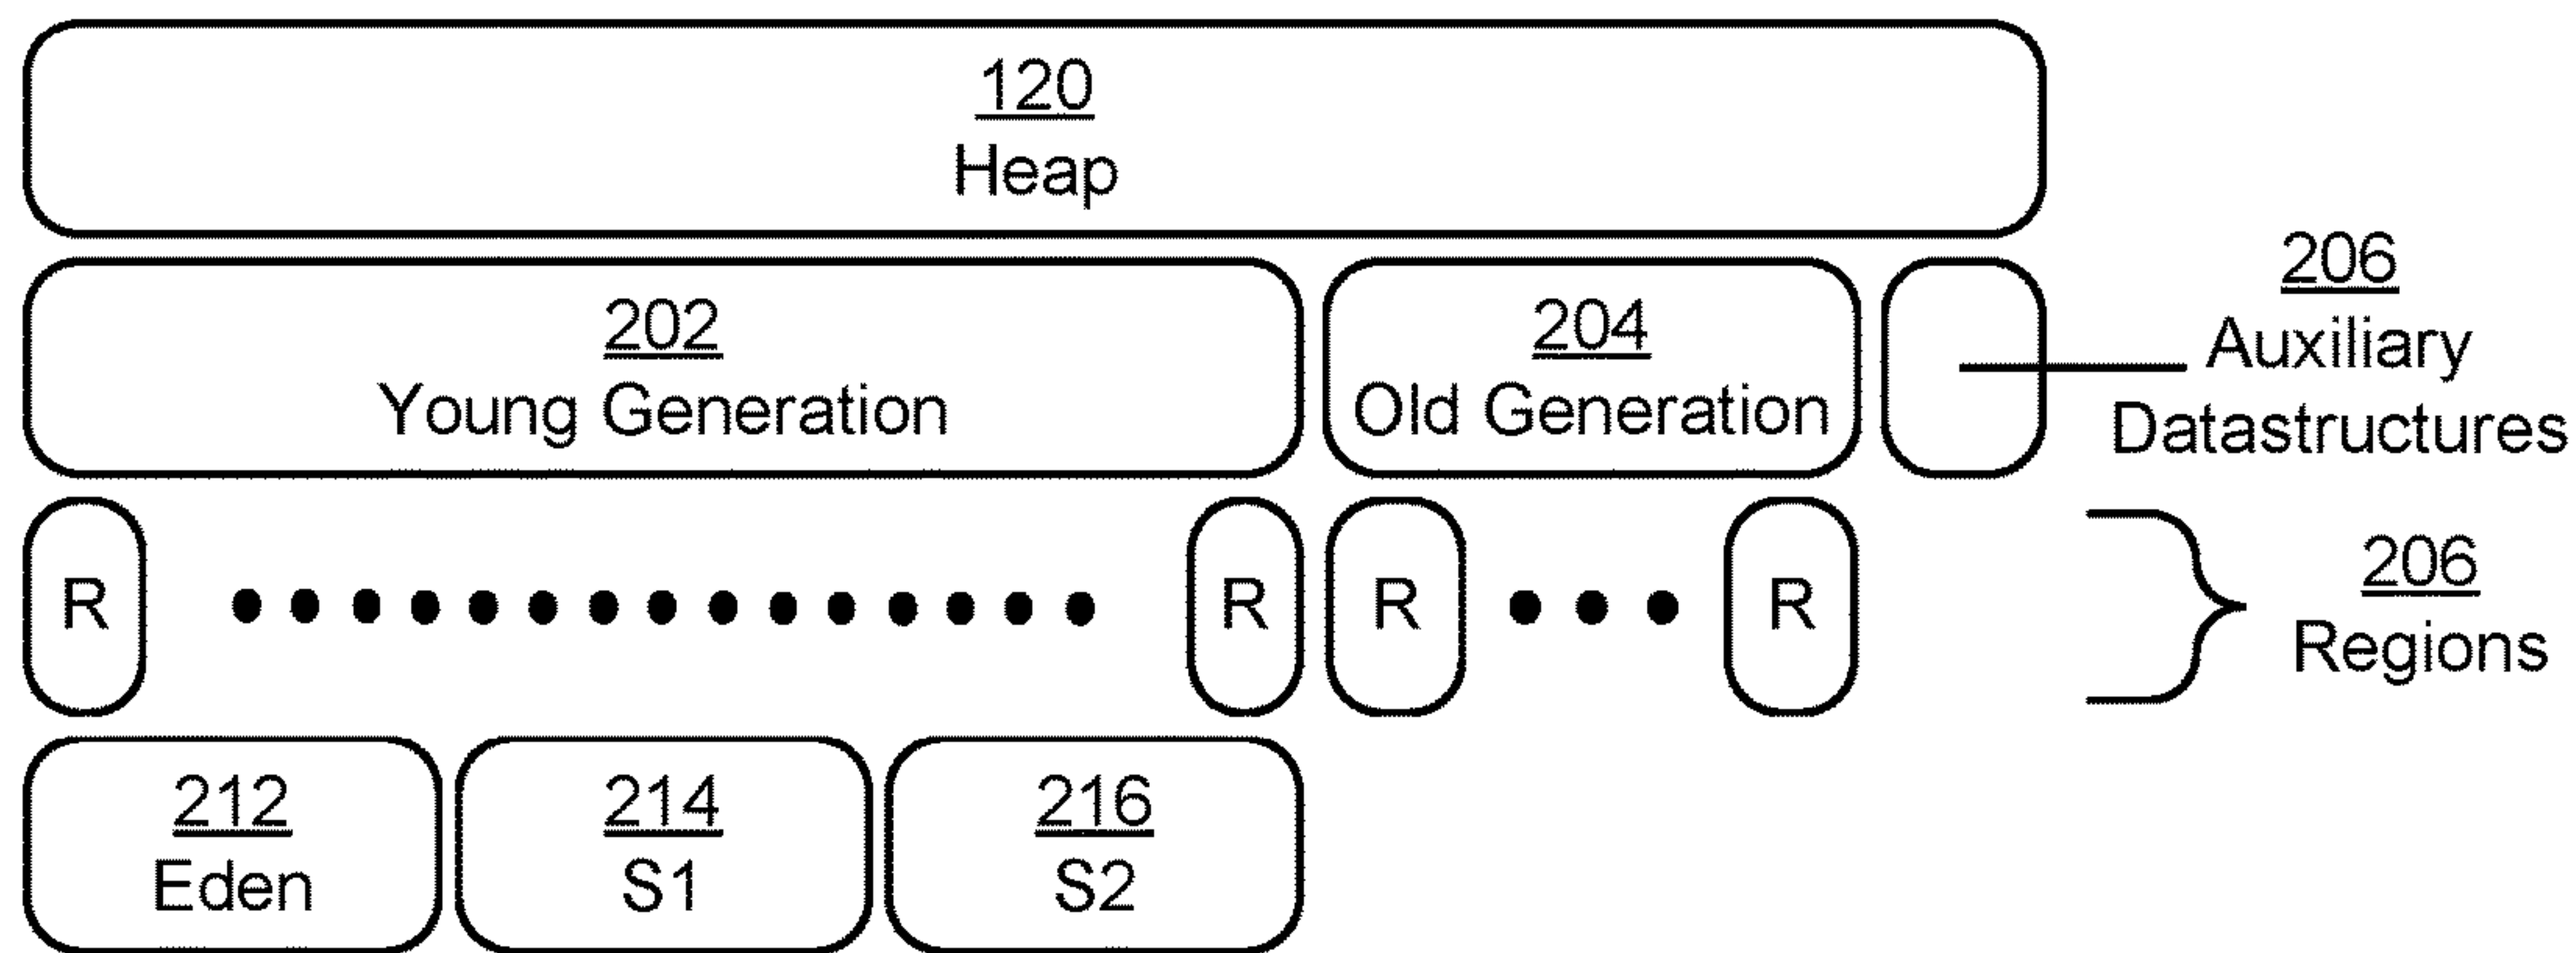 120
Heap
202
Young Generation
204
Old Generation
206
Auxiliary
Datastructures
R
R
R
R
206
Regions
212
Eden
214
S1
216
S2